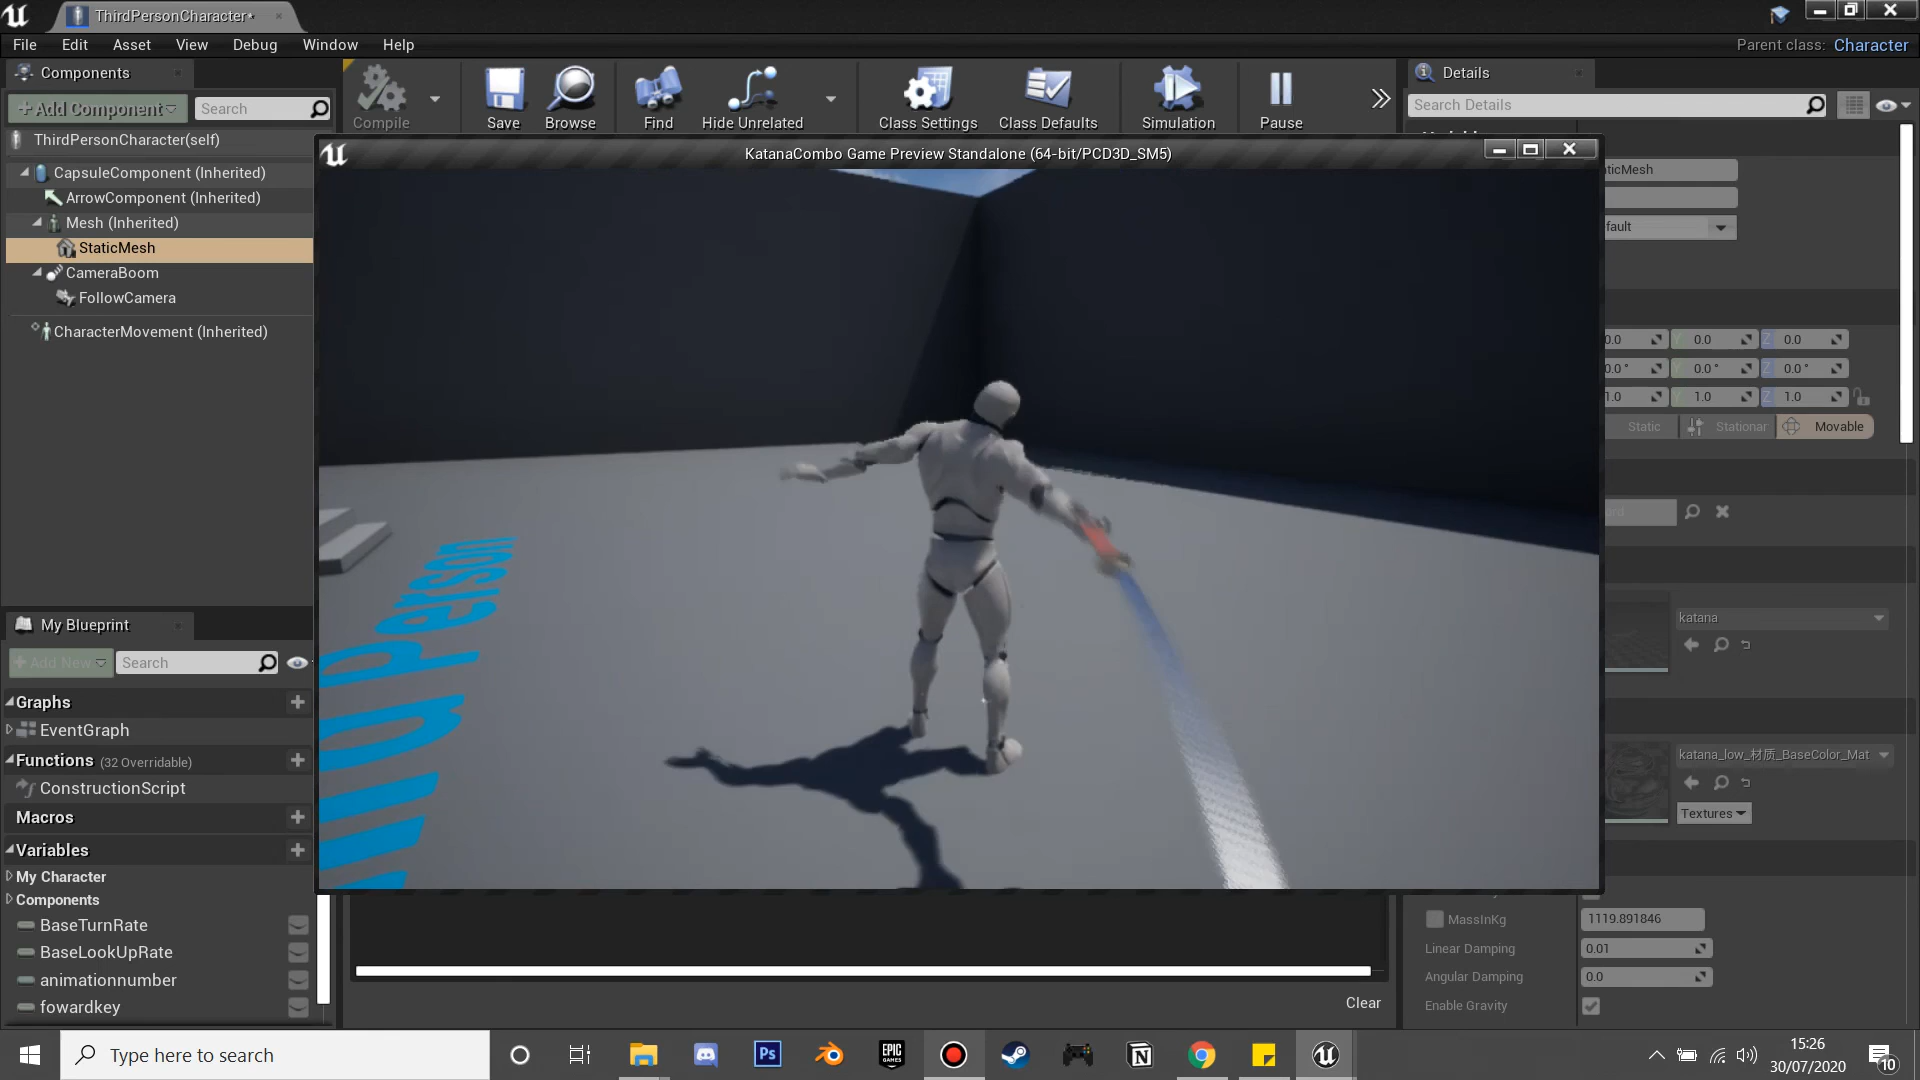 ThirdPersonCharacter*
File Edit Asset View Debug Window Help
Parent class: Character
Components
Add Component
Search
ThirdPersonCharacter(self)
CapsuleComponent (Inherited)
ArrowComponent (Inherited)
Mesh (Inherited)
StaticMesh
CameraBoom
FollowCamera
CharacterMovement (Inherited)
Compile
Save
Browse
Find
Hide Unrelated
Class Settings
Class Defaults
Simulation
Pause
Details
Search Details
KatanaCombo Game Preview Standalone (64-bit/PCD3D_SM5)
ticMesh
fault
0.0 Y 0.0 Z 0.0
0.0 ° Y 0.0 ° Z 0.0 °
1.0 Y 1.0 Z 1.0
Static Stationar Movable
katana
katana_low_材质_BaseColor_Mat
Textures
MassInKg 1119.891846
Linear Damping 0.01
Angular Damping 0.0
Enable Gravity
My Blueprint
Add New
Search
Graphs
EventGraph
Functions (32 Overridable)
ConstructionScript
Macros
Variables
My Character
Components
BaseTurnRate
BaseLookUpRate
animationnumber
fowardkey
Person
Clear
Type here to search
Ps
EPIC
GAMES
N
15:26
30/07/2020
10